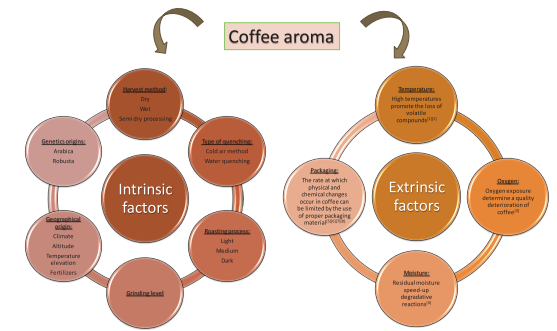 Coffee aroma
Harvest method:
Dry
Wet
Semi dry processing
Type of quenching:
Cold air method
Water quenching
Roasting process:
Light
Medium
Dark
Grinding level
Geographical
origin:
Climate
Altitude
Temperature
elevation
Fertilizers
Genetics origins:
Arabica
Robusta
Intrinsic
factors
Temperature:
High temperatures
promote the loss of
volatile
compounds
Oxygen:
Oxygen exposure
determine a quality
deterioration of
coffee
Moisture:
Residual moisture
speed-up
degradative
reactions
Packaging:
The rate at which
physical and
chemical changes
occur in coffee can
be limited by the use
of proper packaging
material
Extrinsic
factors